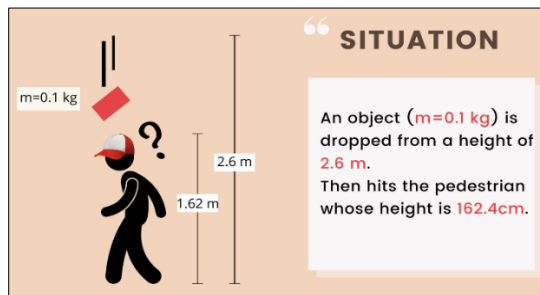 “ SITUATION
m=0.1 kg
?
2.6 m
1.62 m
An object (m=0.1 kg) is
dropped from a height of
2.6 m.
Then hits the pedestrian
whose height is 162.4cm.